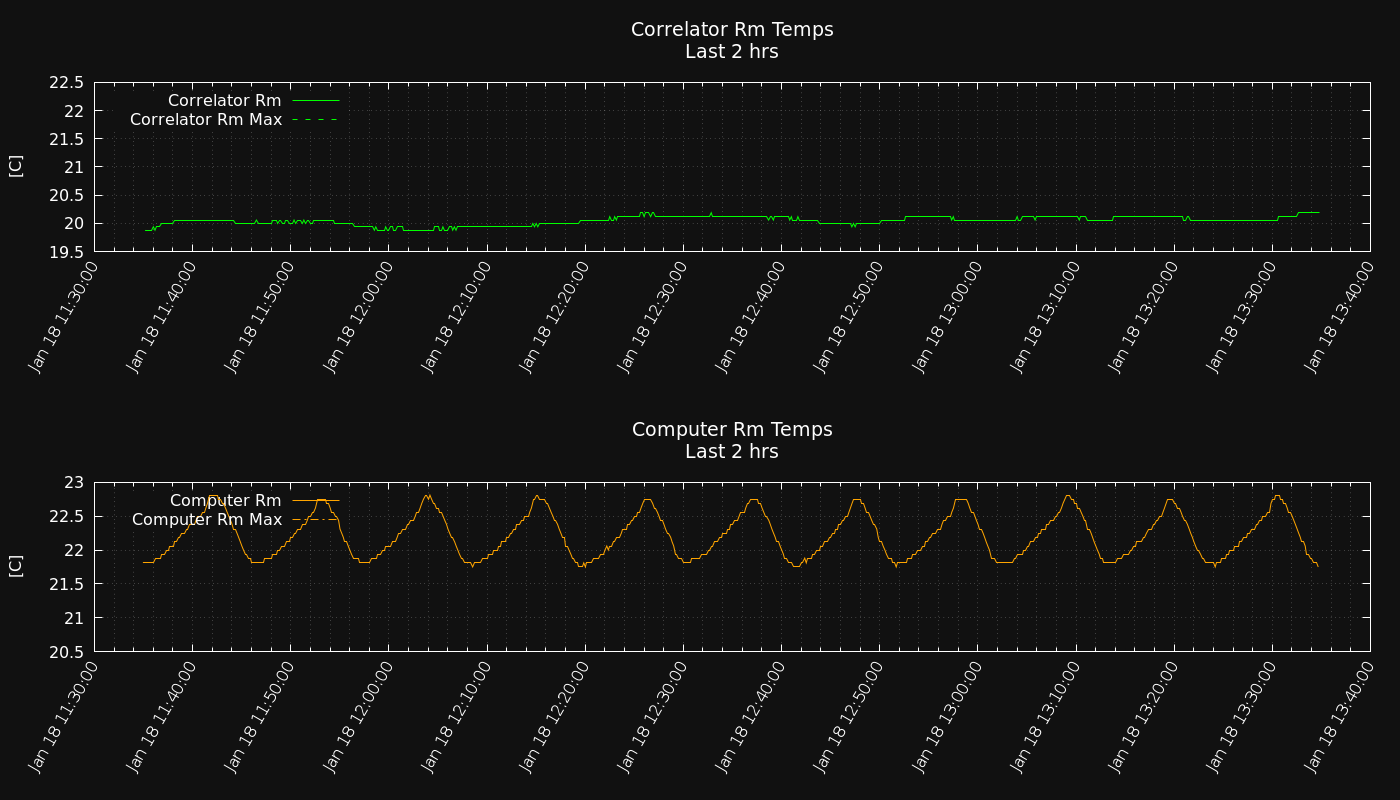 Correlator Rm Temps
Last 2 hrs
22.5
22
21.5
21
20.5
20
19.5
[C]
Correlator Rm
Correlator Rm Max
Jan 18 11:30:00
Jan 18 11:40:00
Jan 18 11:50:00
Jan 18 12:00:00
Jan 18 12:10:00
Jan 18 12:20:00
Jan 18 12:30:00
Jan 18 12:40:00
Jan 18 12:50:00
Jan 18 13:00:00
Jan 18 13:10:00
Jan 18 13:20:00
Jan 18 13:30:00
Jan 18 13:40:00
Computer Rm Temps
Last 2 hrs
23
22.5
22
21.5
21
20.5
[C]
Computer Rm
Computer Rm Max
Jan 18 11:30:00
Jan 18 11:40:00
Jan 18 11:50:00
Jan 18 12:00:00
Jan 18 12:10:00
Jan 18 12:20:00
Jan 18 12:30:00
Jan 18 12:40:00
Jan 18 12:50:00
Jan 18 13:00:00
Jan 18 13:10:00
Jan 18 13:20:00
Jan 18 13:30:00
Jan 18 13:40:00